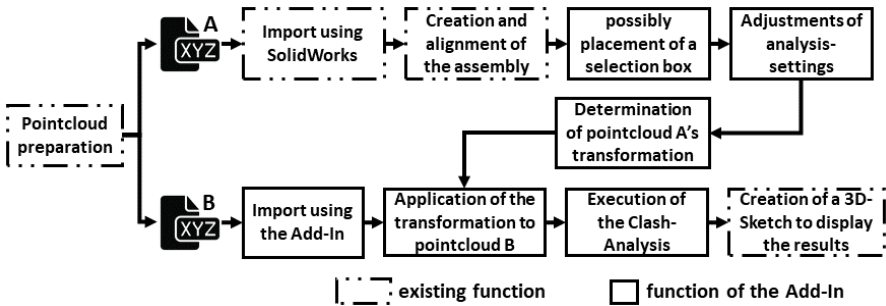 A
XYZ
Import using
SolidWorks
Creation and
alignment of
the assembly
possibly
placement of a
selection box
Adjustments of
analysis-
settings
Pointcloud
preparation
Determination
of pointcloud A's
transformation
B
XYZ
Import using
the Add-In
Application of the
transformation to
pointcloud B
Execution of
the Clash-
Analysis
Creation of a 3D-
Sketch to display
the results
existing function
function of the Add-In